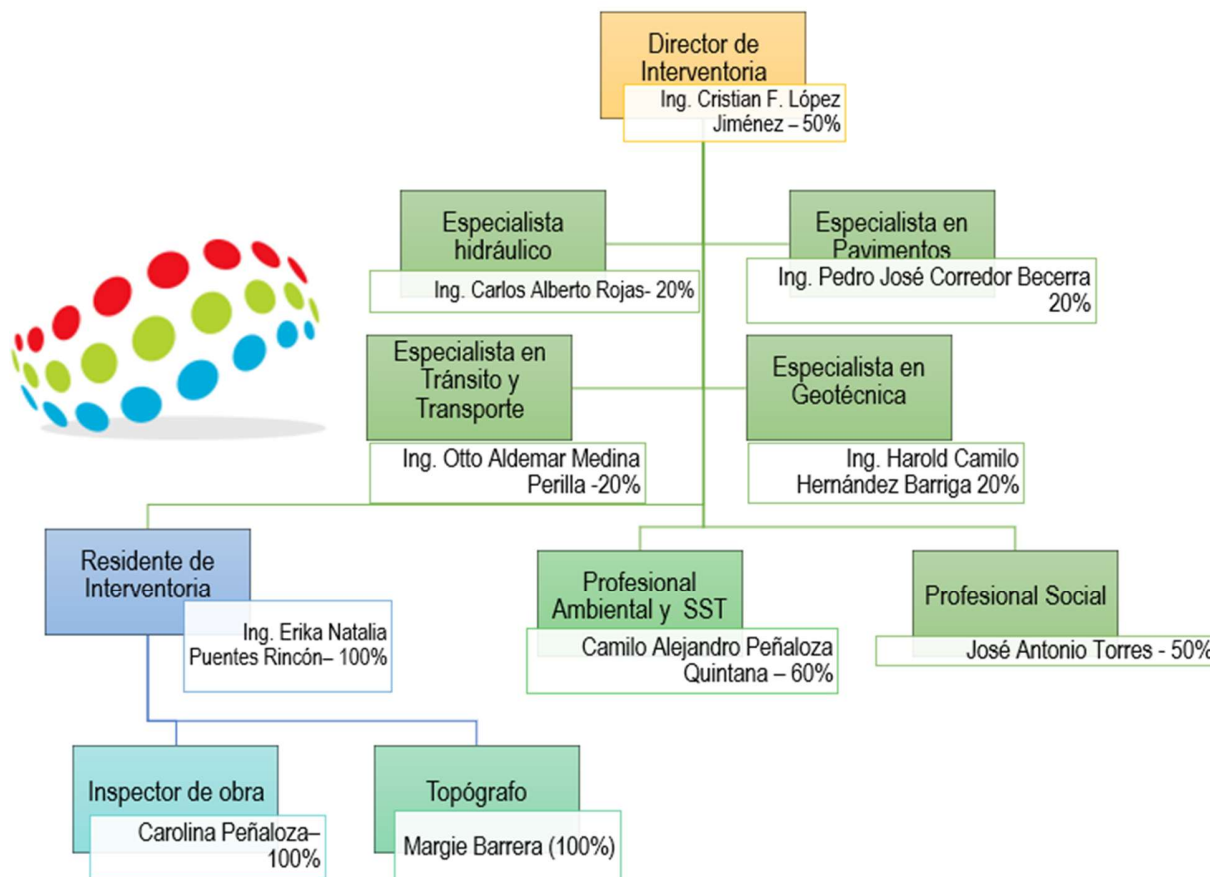 Director de
Interventoria
Ing. Cristian F. López
Jiménez – 50%
Especialista
hidráulico
Ing. Carlos Alberto Rojas- 20%
Especialista en
Pavimentos
Ing. Pedro José Corredor Becerra
20%
Especialista en
Tránsito y
Transporte
Ing. Otto Aldemar Medina
Perilla -20%
Especialista en
Geotécnica
Ing. Harold Camilo
Hernández Barriga 20%
Residente de
Interventoria
Ing. Erika Natalia
Puentes Rincón– 100%
Profesional
Ambiental y SST
Camilo Alejandro Peñaloza
Quintana – 60%
Profesional Social
José Antonio Torres - 50%
Inspector de obra
Carolina Peñaloza–
100%
Topógrafo
Margie Barrera (100%)